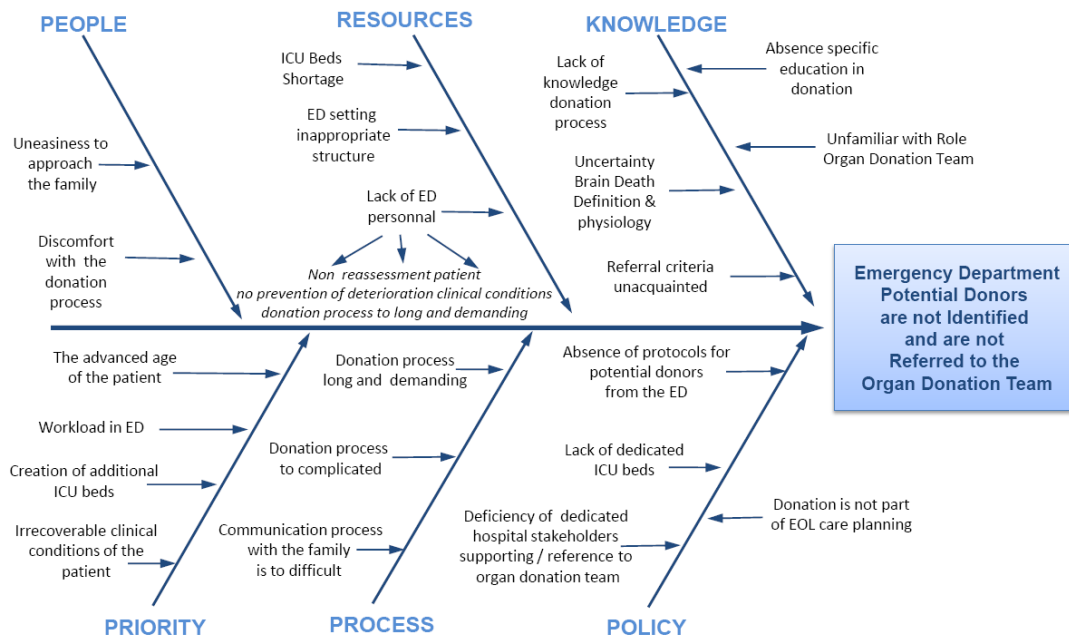 PEOPLE
RESOURCES
KNOWLEDGE
Uneasiness to
approach
the family
Discomfort
with the
donation
process
ICU Beds
Shortage
ED setting
inappropriate
structure
Lack of ED
personnal
Non reassessment patient
no prevention of deterioration clinical conditions
donation process to long and demanding
Lack of
knowledge
donation
process
Absence specific
education in
donation
Unfamiliar with Role
Organ Donation Team
Uncertainty
Brain Death
Definition &
physiology
Referral criteria
unacquainted
Emergency Department
Potential Donors
are not Identified
and are not
Referred to the
Organ Donation Team
The advanced age
of the patient
Workload in ED
Creation of additional
ICU beds
Irrecoverable clinical
conditions of the
patient
Donation process
long and demanding
Donation process
to complicated
Communication process
with the family
is to difficult
Absence of protocols for
potential donors
from the ED
Lack of dedicated
ICU beds
Donation is not part
of EOL care planning
Deficiency of dedicated
hospital stakeholders
supporting / reference to
organ donation team
PRIORITY
PROCESS
POLICY